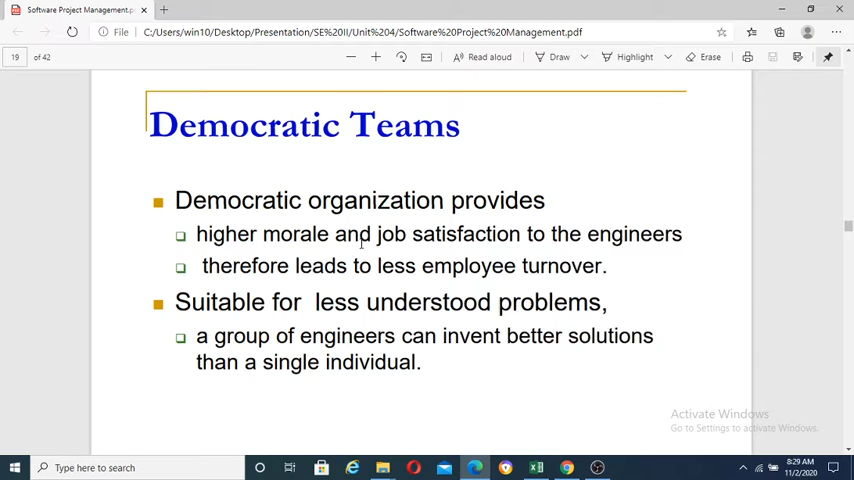 Software Project Management.p
File
C:/Users/win10/Desktop/Presentation/SE%20II/Unit%204/Software%20Project%20Management.pdf
19 of 42
Read aloud
Draw
Highlight
Erase
Democratic Teams
Democratic organization provides
higher morale and job satisfaction to the engineers
therefore leads to less employee turnover.
Suitable for less understood problems,
a group of engineers can invent better solutions
than a single individual.
Activate Windows
Go to Settings to activate Windows.
Type here to search
8:29 AM
11/2/2020